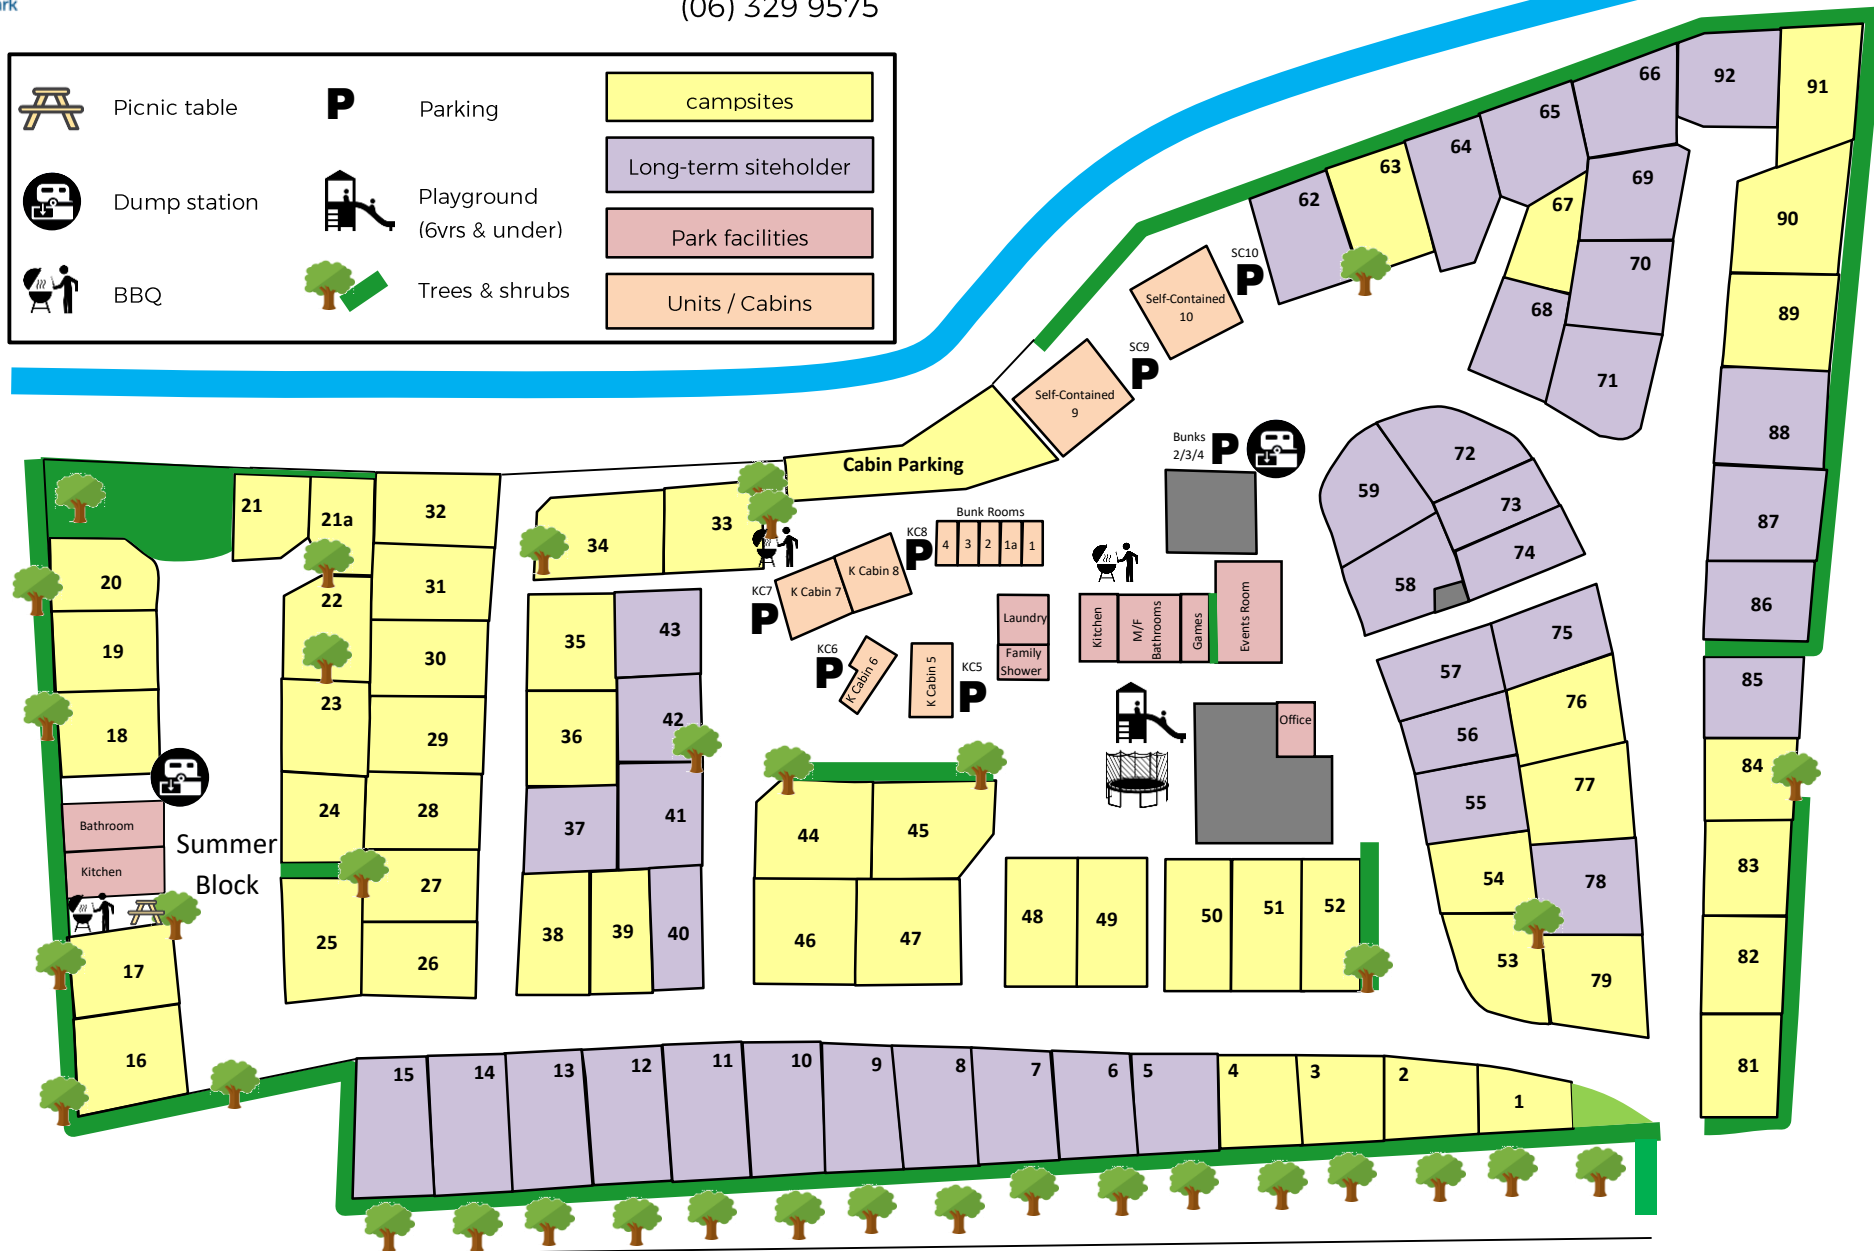 ark
(06) 329 9575
Picnic table
P
Parking
campsites
Long-term siteholder
Dump station
Playground
(6yrs & under)
Park facilities
BBQ
Trees & shrubs
Units / Cabins
66
92
91
65
64
63
62
67
69
90
70
68
89
71
88
87
86
85
84
83
82
81
SC10
P
Self-Contained
10
SC9
P
Self-Contained
9
Cabin Parking
Bunks
2/3/4
P
72
59
73
74
58
75
57
76
56
77
55
54
78
53
79
21
21a
32
20
22
31
19
30
23
18
29
24
28
Bathroom
Kitchen
Summer
Block
27
25
26
17
16
34
33
35
43
36
42
37
41
38
39
40
KC8
P
Bunk Rooms
4
3
2
1a
1
KC7
P
K Cabin 7
K Cabin 8
KC6
P
K Cabin 6
K Cabin 5
KC5
P
Laundry
Family
Shower
Kitchen
M/F
Bathrooms
Games
Events Room
Office
44
45
46
47
48
49
50
51
52
15
14
13
12
11
10
9
8
7
6
5
4
3
2
1